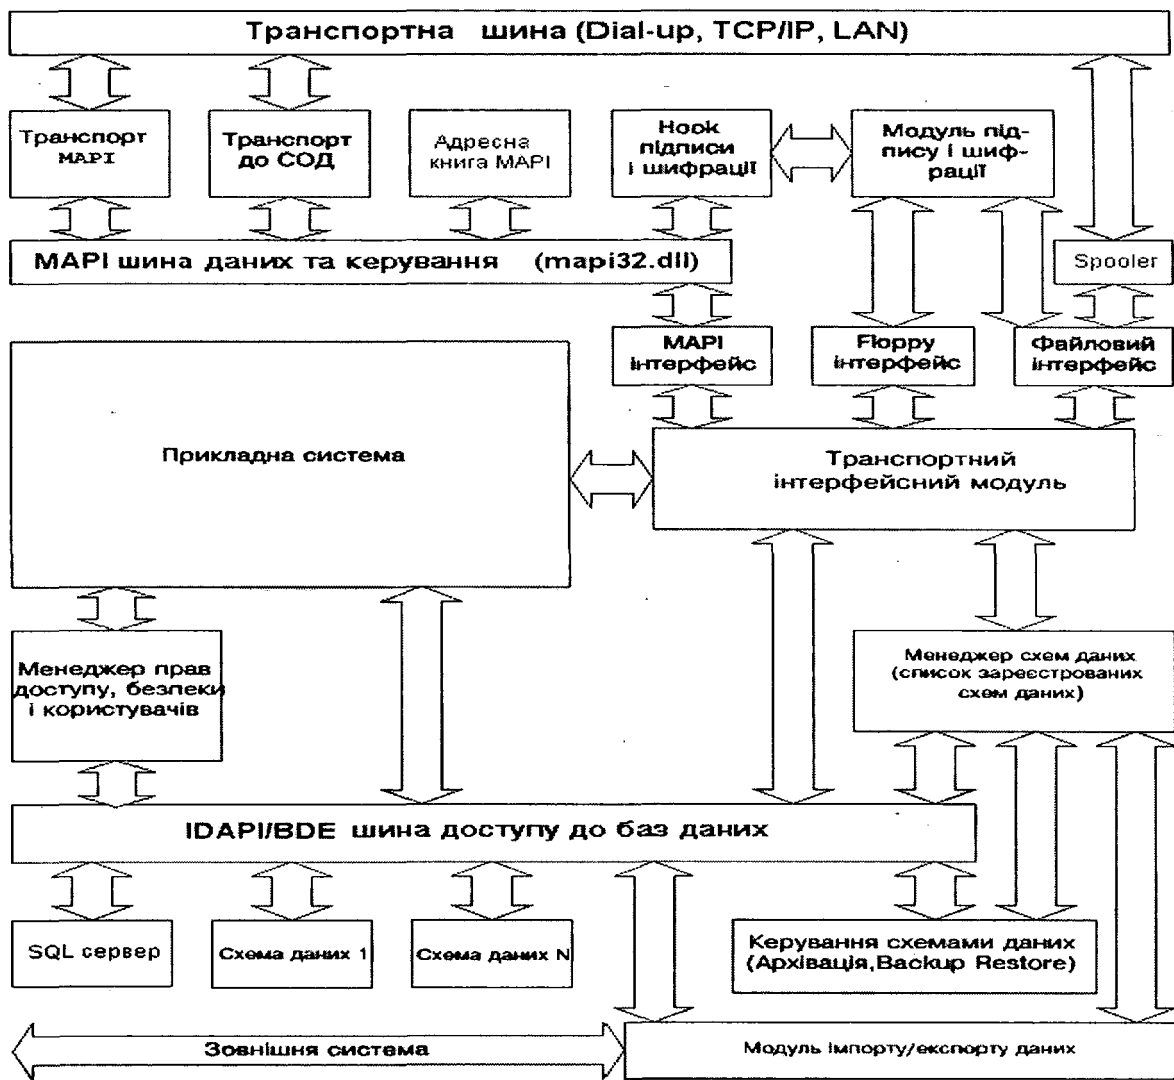 Транспортна шина (Dial-up, TCP/IP, LAN)
Транспорт
MAPI
Транспорт
до СОД
Адресна
книга MAPI
Hook
підписи
і шифрації
Модуль під-
пису і шиф-
рації
MAPI шина даних та керування (mapi32.dll)
Spooler
MAPI
інтерфейс
Floppy
інтерфейс
Файловий
інтерфейс
Прикладна система
Транспортний
інтерфейсний модуль
Менеджер прав
доступу, безпеки
і користувачів
Менеджер схем даних
(список зареєстрованих
схем даних)
IDAPI/BDE шина доступу до баз даних
SQL сервер
Схема даних 1
Схема даних N
Керування схемами даних
(Архівація,Backup Restore)
Зовнішня система
Модуль імпорту/експорту даних